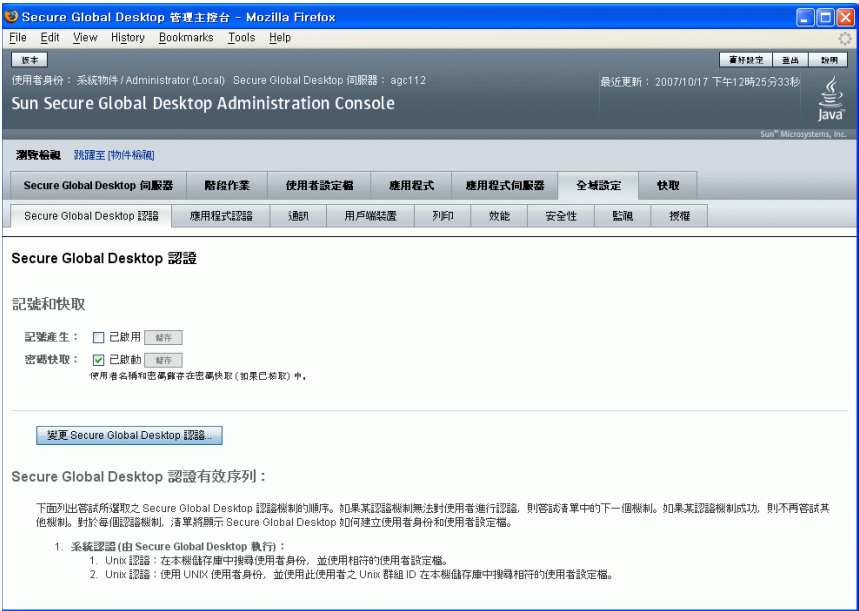 Secure Global Desktop 管理主控台 - Mozilla Firefox
File Edit View History Bookmarks Tools Help
版本 喜好設定 登出 說明
使用者身份： 系統物件 / Administrator (Local) Secure Global Desktop 伺服器： agc112 最近更新： 2007/10/17 下午12時25分33秒
Sun Secure Global Desktop Administration Console
Java
Sun™ Microsystems, Inc.
瀏覽檢視 跳躍至 [物件檢視]
Secure Global Desktop 伺服器 階段作業 使用者設定檔 應用程式 應用程式伺服器 全域設定 快取
Secure Global Desktop 認證 應用程式認證 通訊 用戶端裝置 列印 效能 安全性 監視 授權
Secure Global Desktop 認證
記號和快取
記號產生： 已啟用 儲存
密碼快取： 已啟動 儲存
使用者名稱和密碼儲存在密碼快取 (如果已核取) 中。
變更 Secure Global Desktop 認證...
Secure Global Desktop 認證有效序列：
下面列出嘗試所選取之 Secure Global Desktop 認證機制的順序。如果某認證機制無法對使用者進行認證，則嘗試清單中的下一個機制。如果某認證機制成功，則不再嘗試其
他機制。對於每個認證機制，清單將顯示 Secure Global Desktop 如何建立使用者身份和使用者設定檔。
1. 系統認證 (由 Secure Global Desktop 執行)：
1. Unix 認證：在本機儲存庫中搜尋使用者身份，並使用相符的使用者設定檔。
2. Unix 認證：使用 UNIX 使用者身份，並使用此使用者之 Unix 群組 ID 在本機儲存庫中搜尋相符的使用者設定檔。